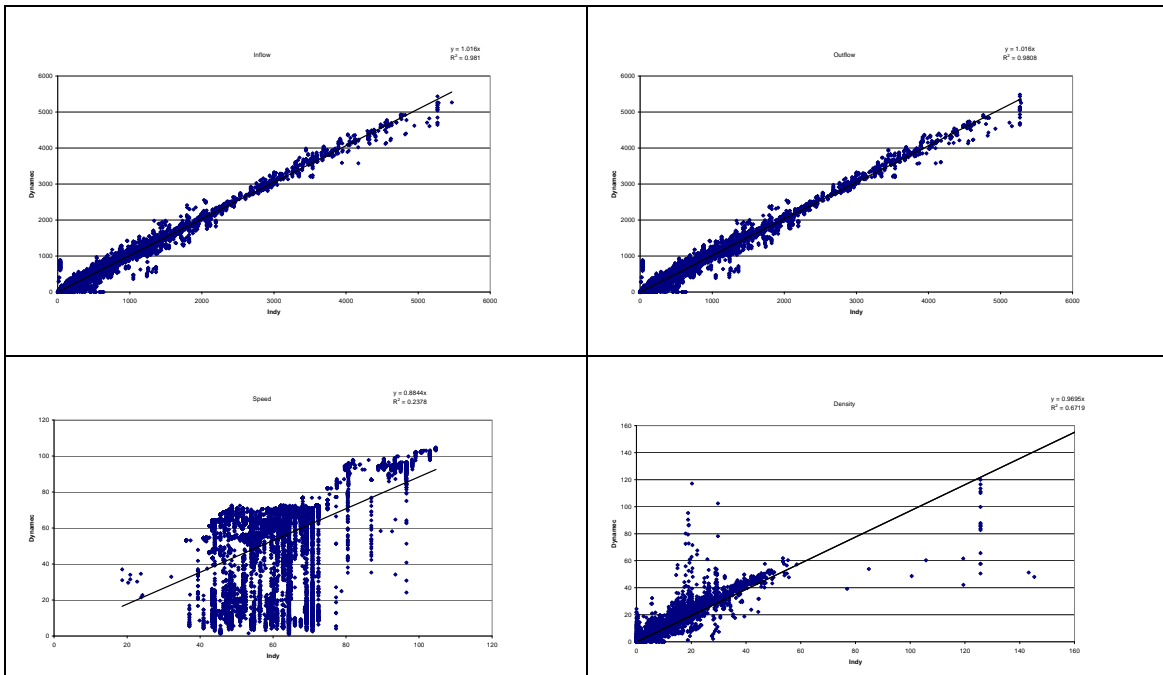 Inflow
y = 1.016x
R² = 0.981
6000
5000
4000
3000
2000
1000
0
Dynamec
0 1000 2000 3000 4000 5000 6000
Indy
Outflow
y = 1.016x
R² = 0.9808
6000
5000
4000
3000
2000
1000
0
Dynamec
0 1000 2000 3000 4000 5000 6000
Indy
Speed
y = 0.8844x
R² = 0.2378
120
100
80
60
40
20
0
Dynamec
0 20 40 60 80 100 120
Indy
Density
y = 0.9695x
R² = 0.6719
160
140
120
100
80
60
40
20
0
Dynamec
0 20 40 60 80 100 120 140 160
Indy